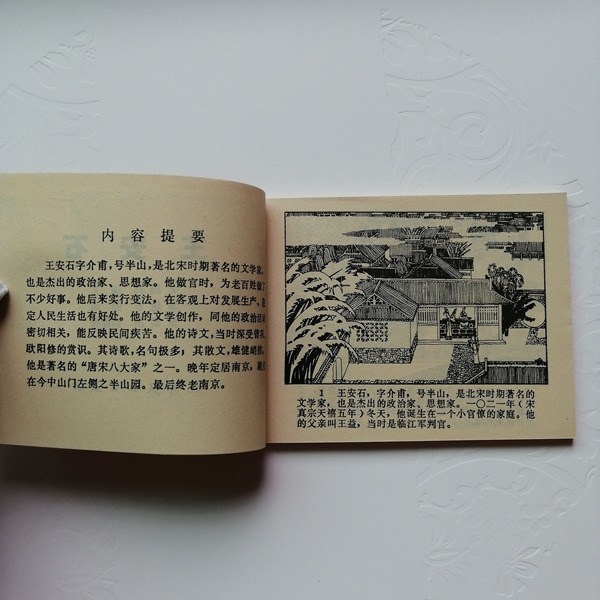 内容提要
王安石字介甫，号半山，是北宋时期著名的文学家，
也是杰出的政治家、思想家。他做官时，为老百姓做了
不少好事。他后来实行变法，在客观上对发展生产、
定人民生活也有好处。他的文学创作，同他的政治活动
密切相关，能反映民间疾苦。他的诗文，当时深受曾巩、
欧阳修的赏识。其诗歌，名句极多，其散文，雄健峭拔，
他是著名的“唐宋八大家”之一。晚年定居南京，
在今中山门左侧之半山园。最后终老南京。
1 王安石，字介甫，号半山，是北宋时期著名的
文学家，也是杰出的政治家、思想家。一〇二一年（宋
真宗天禧五年）冬天，他诞生在一个小官僚的家庭。他
的父亲叫王益，当时是临江军判官。